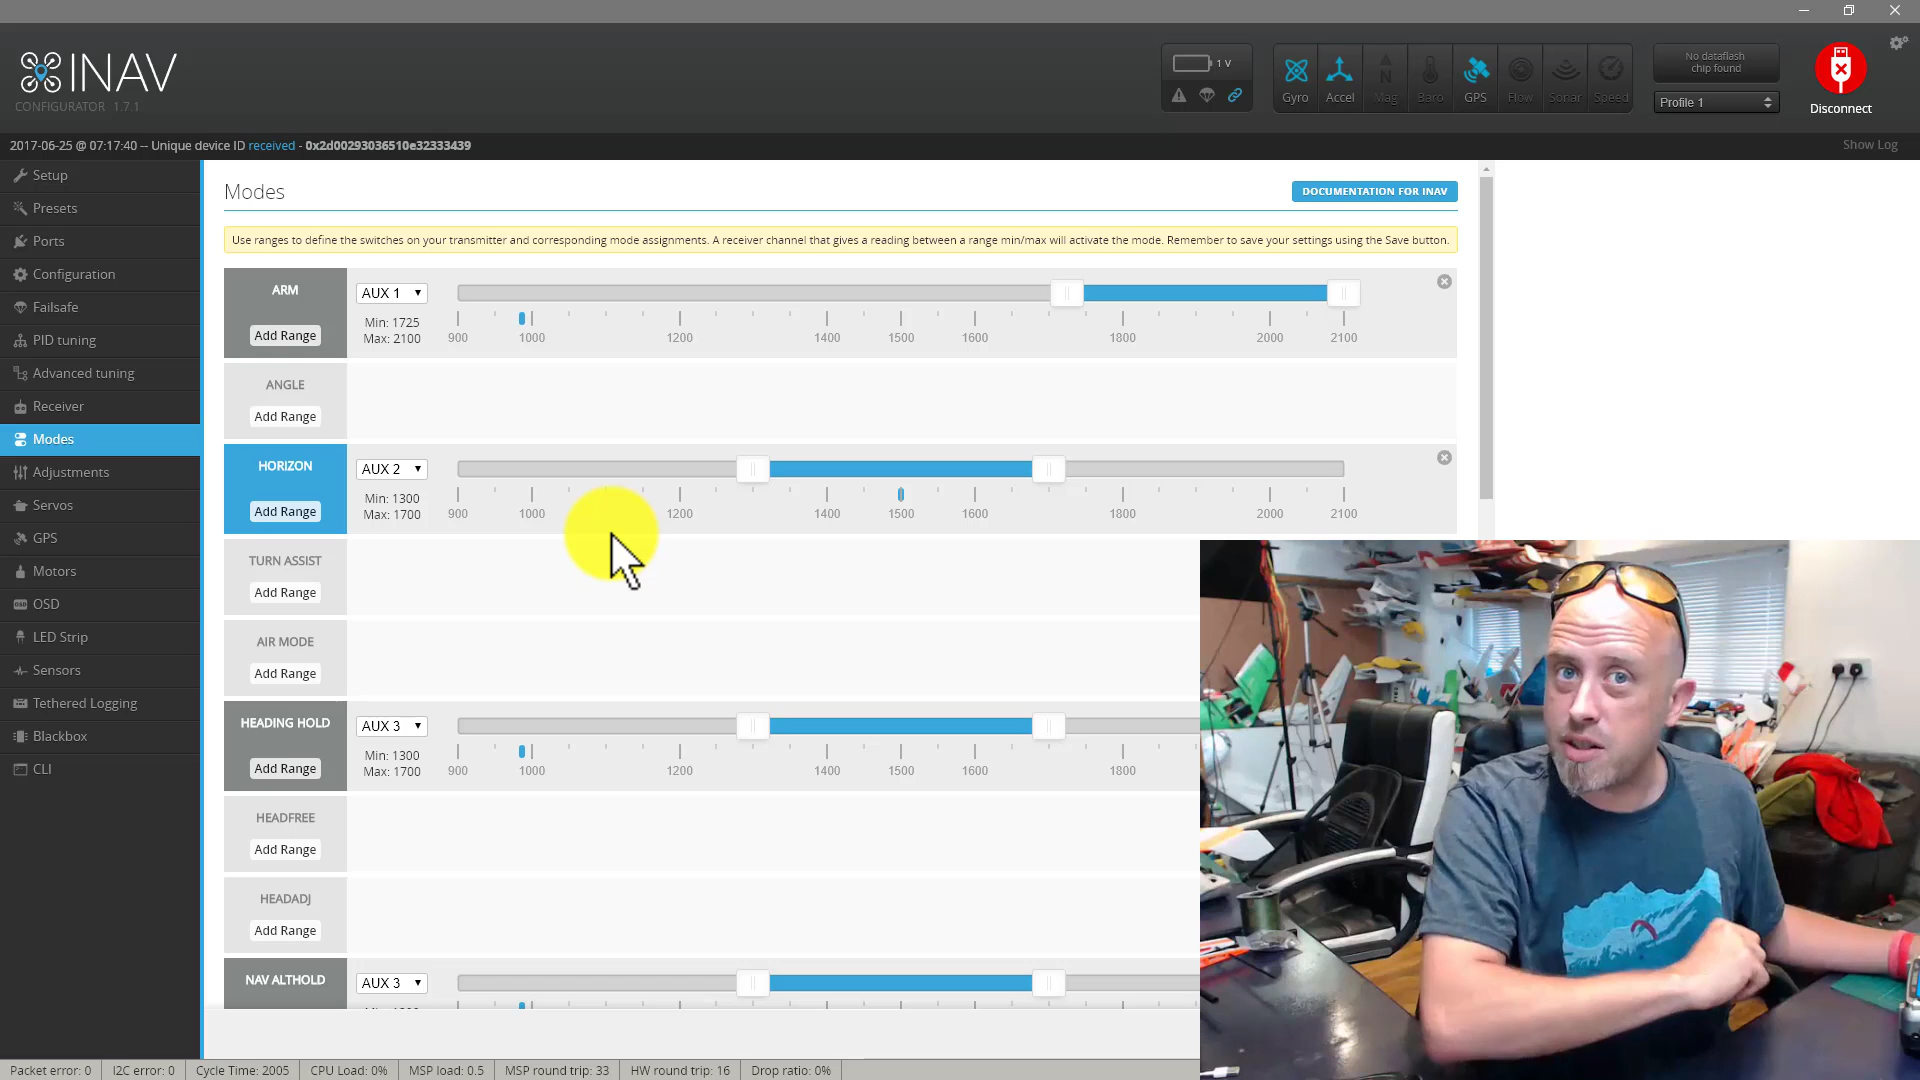 INAV
CONFIGURATOR 1.7.1
1 V
Gyro
Accel
Mag
Baro
GPS
Flow
Sonar
Speed
No dataflash
chip found
Profile 1
Disconnect
2017-06-25 @ 07:17:40 -- Unique device ID received - 0x2d00293036510e32333439
Show Log
Setup
Presets
Ports
Configuration
Failsafe
PID tuning
Advanced tuning
Receiver
Modes
Adjustments
Servos
GPS
Motors
OSD
LED Strip
Sensors
Tethered Logging
Blackbox
CLI
Modes
DOCUMENTATION FOR INAV
Use ranges to define the switches on your transmitter and corresponding mode assignments. A receiver channel that gives a reading between a range min/max will activate the mode. Remember to save your settings using the Save button.
ARM
Add Range
AUX 1
Min: 1725
Max: 2100
900 1000 1200 1400 1500 1600 1800 2000 2100
ANGLE
Add Range
HORIZON
Add Range
AUX 2
Min: 1300
Max: 1700
900 1000 1200 1400 1500 1600 1800 2000 2100
TURN ASSIST
Add Range
AIR MODE
Add Range
HEADING HOLD
Add Range
AUX 3
Min: 1300
Max: 1700
900 1000 1200 1400 1500 1600 1800
HEADFREE
Add Range
HEADADJ
Add Range
NAV ALTHOLD
AUX 3
Packet error: 0
I2C error: 0
Cycle Time: 2005
CPU Load: 0%
MSP load: 0.5
MSP round trip: 33
HW round trip: 16
Drop ratio: 0%